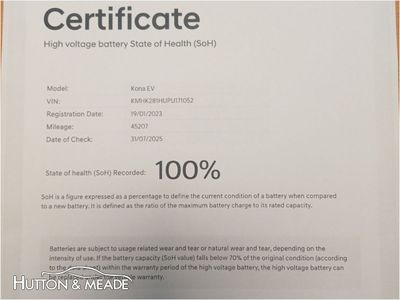 Certificate
High voltage battery State of Health (SoH)
Model: Kona EV
VIN: KMHK281HUPU171052
Registration Date: 19/01/2023
Mileage: 45207
Date of Check: 31/07/2025
State of health (SoH) Recorded: 100%
SoH is a figure expressed as a percentage to define the current condition of a battery when compared
to a new battery. It is defined as the ratio of the maximum battery charge to its rated capacity.
Batteries are subject to usage related wear and tear or natural wear and tear, depending on the
intensity of use. If the battery capacity (SoH value) falls below 70% of the original condition (according
to the within the warranty period of the high voltage battery, the high voltage battery can
be the warranty.
HUTTON & MEADE